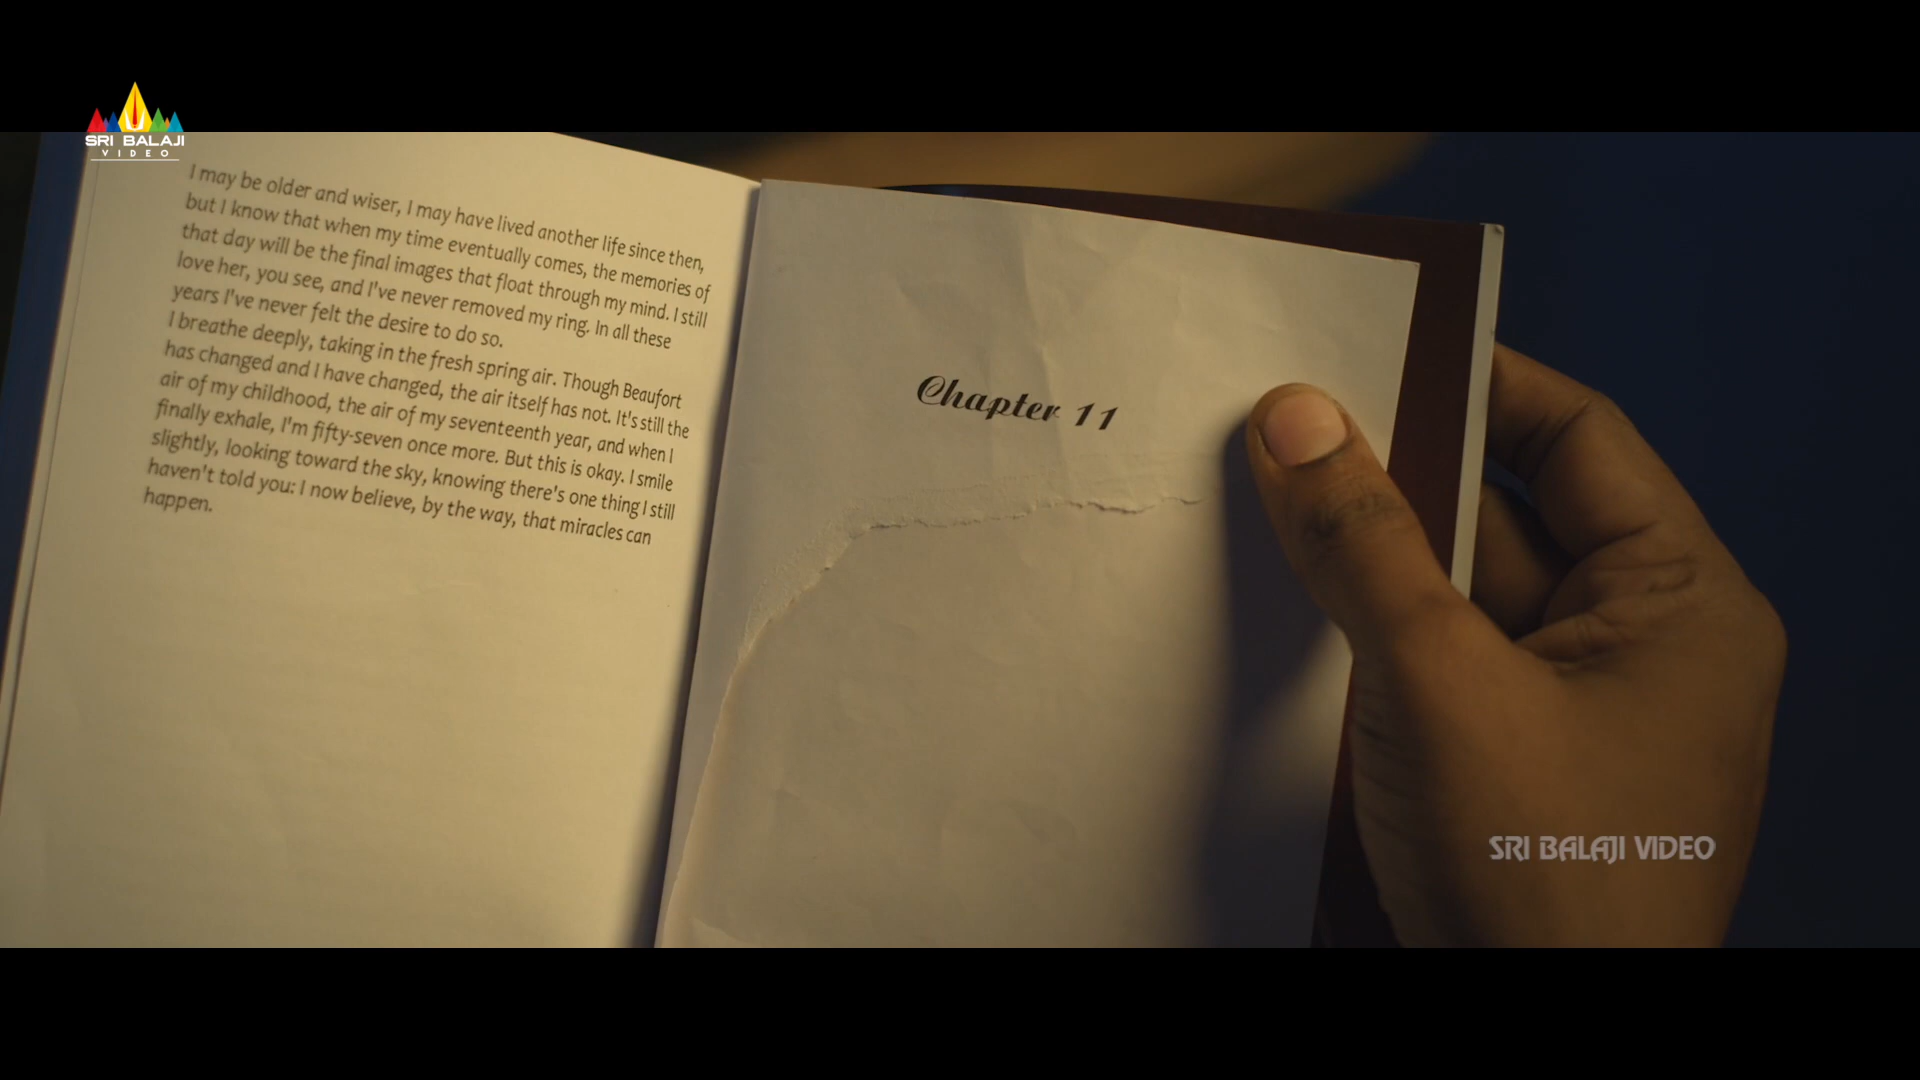 SRI BALAJI
VIDEO
I may be older and wiser, I may have lived another life since then,
but I know that when my time eventually comes, the memories of
that day will be the final images that float through my mind. I still
love her, you see, and I've never removed my ring. In all these
years I've never felt the desire to do so.
I breathe deeply, taking in the fresh spring air. Though Beaufort
has changed and I have changed, the air itself has not. It's still the
air of my childhood, the air of my seventeenth year, and when I
finally exhale, I'm fifty-seven once more. But this is okay. I smile
slightly, looking toward the sky, knowing there's one thing I still
haven't told you: I now believe, by the way, that miracles can
happen.
Chapter 11
SRI BALAJI VIDEO